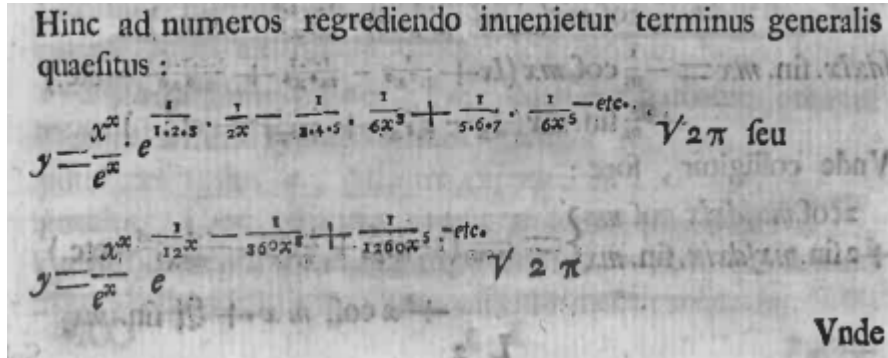 Hinc ad numeros regrediendo inuenietur terminus generalis
quaeſitus :
y = x^x / e^x · e^{1/1.2.3 · 1/2x − 1/3.4.5 · 1/6x^3 + 1/5.6.7 · 1/6x^5 − etc.} √2π ſeu
y = x^x / e^x e^{1/12x − 1/360x^3 + 1/1260x^5 − etc.} √2π
Vnde